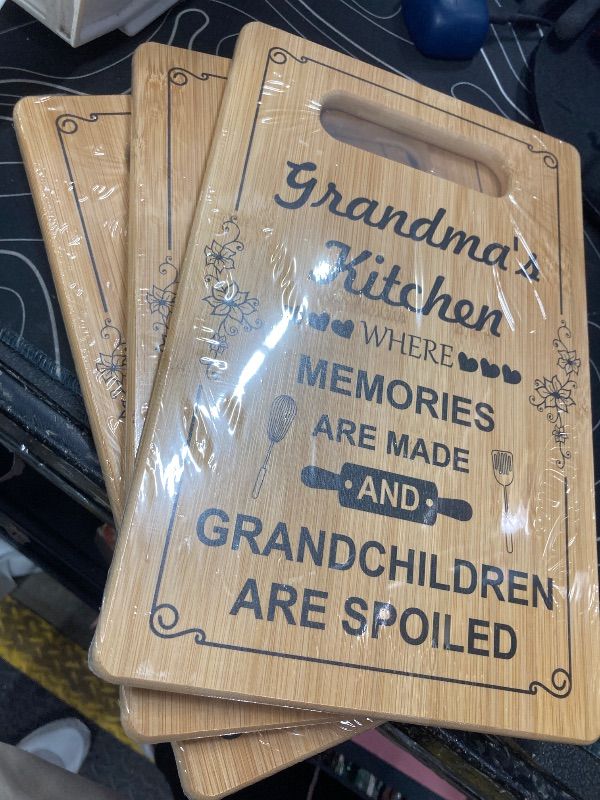 Grandma's
Kitchen
WHERE
MEMORIES
ARE MADE
AND
GRANDCHILDREN
ARE SPOILED